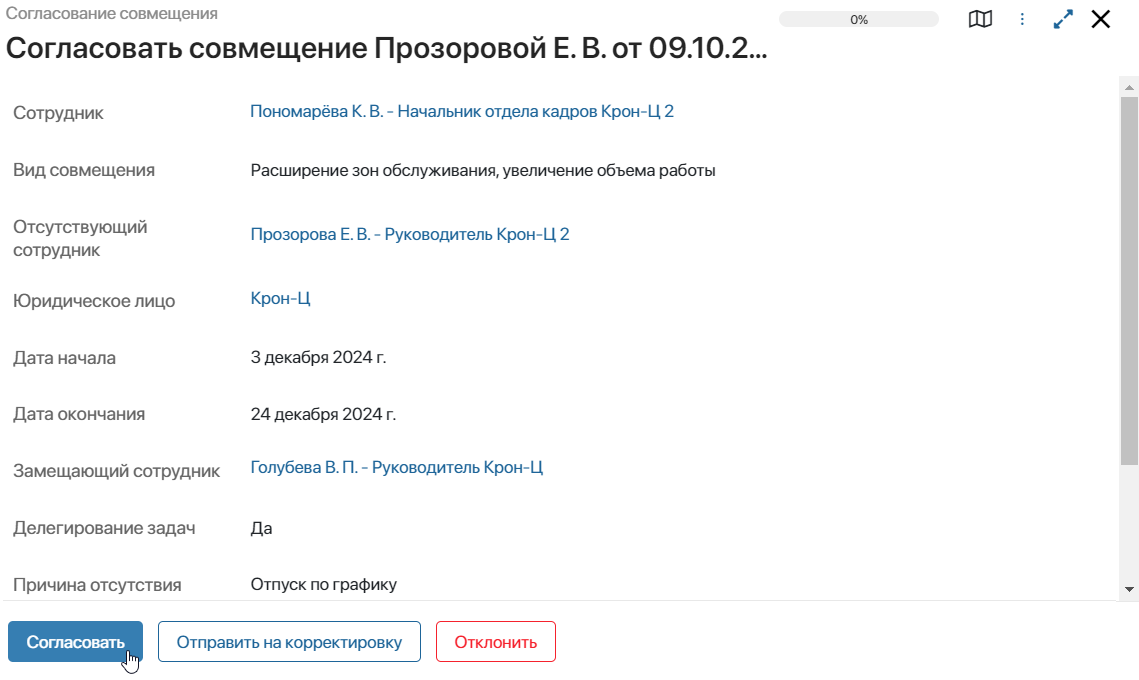 Согласование совмещения
0%
Согласовать совмещение Прозоровой Е. В. от 09.10.2...
Сотрудник
Пономарёва К. В. - Начальник отдела кадров Крон-Ц 2
Вид совмещения
Расширение зон обслуживания, увеличение объема работы
Отсутствующий
сотрудник
Прозорова Е. В. - Руководитель Крон-Ц 2
Юридическое лицо
Крон-Ц
Дата начала
3 декабря 2024 г.
Дата окончания
24 декабря 2024 г.
Замещающий сотрудник
Голубева В. П. - Руководитель Крон-Ц
Делегирование задач
Да
Причина отсутствия
Отпуск по графику
Согласовать
Отправить на корректировку
Отклонить